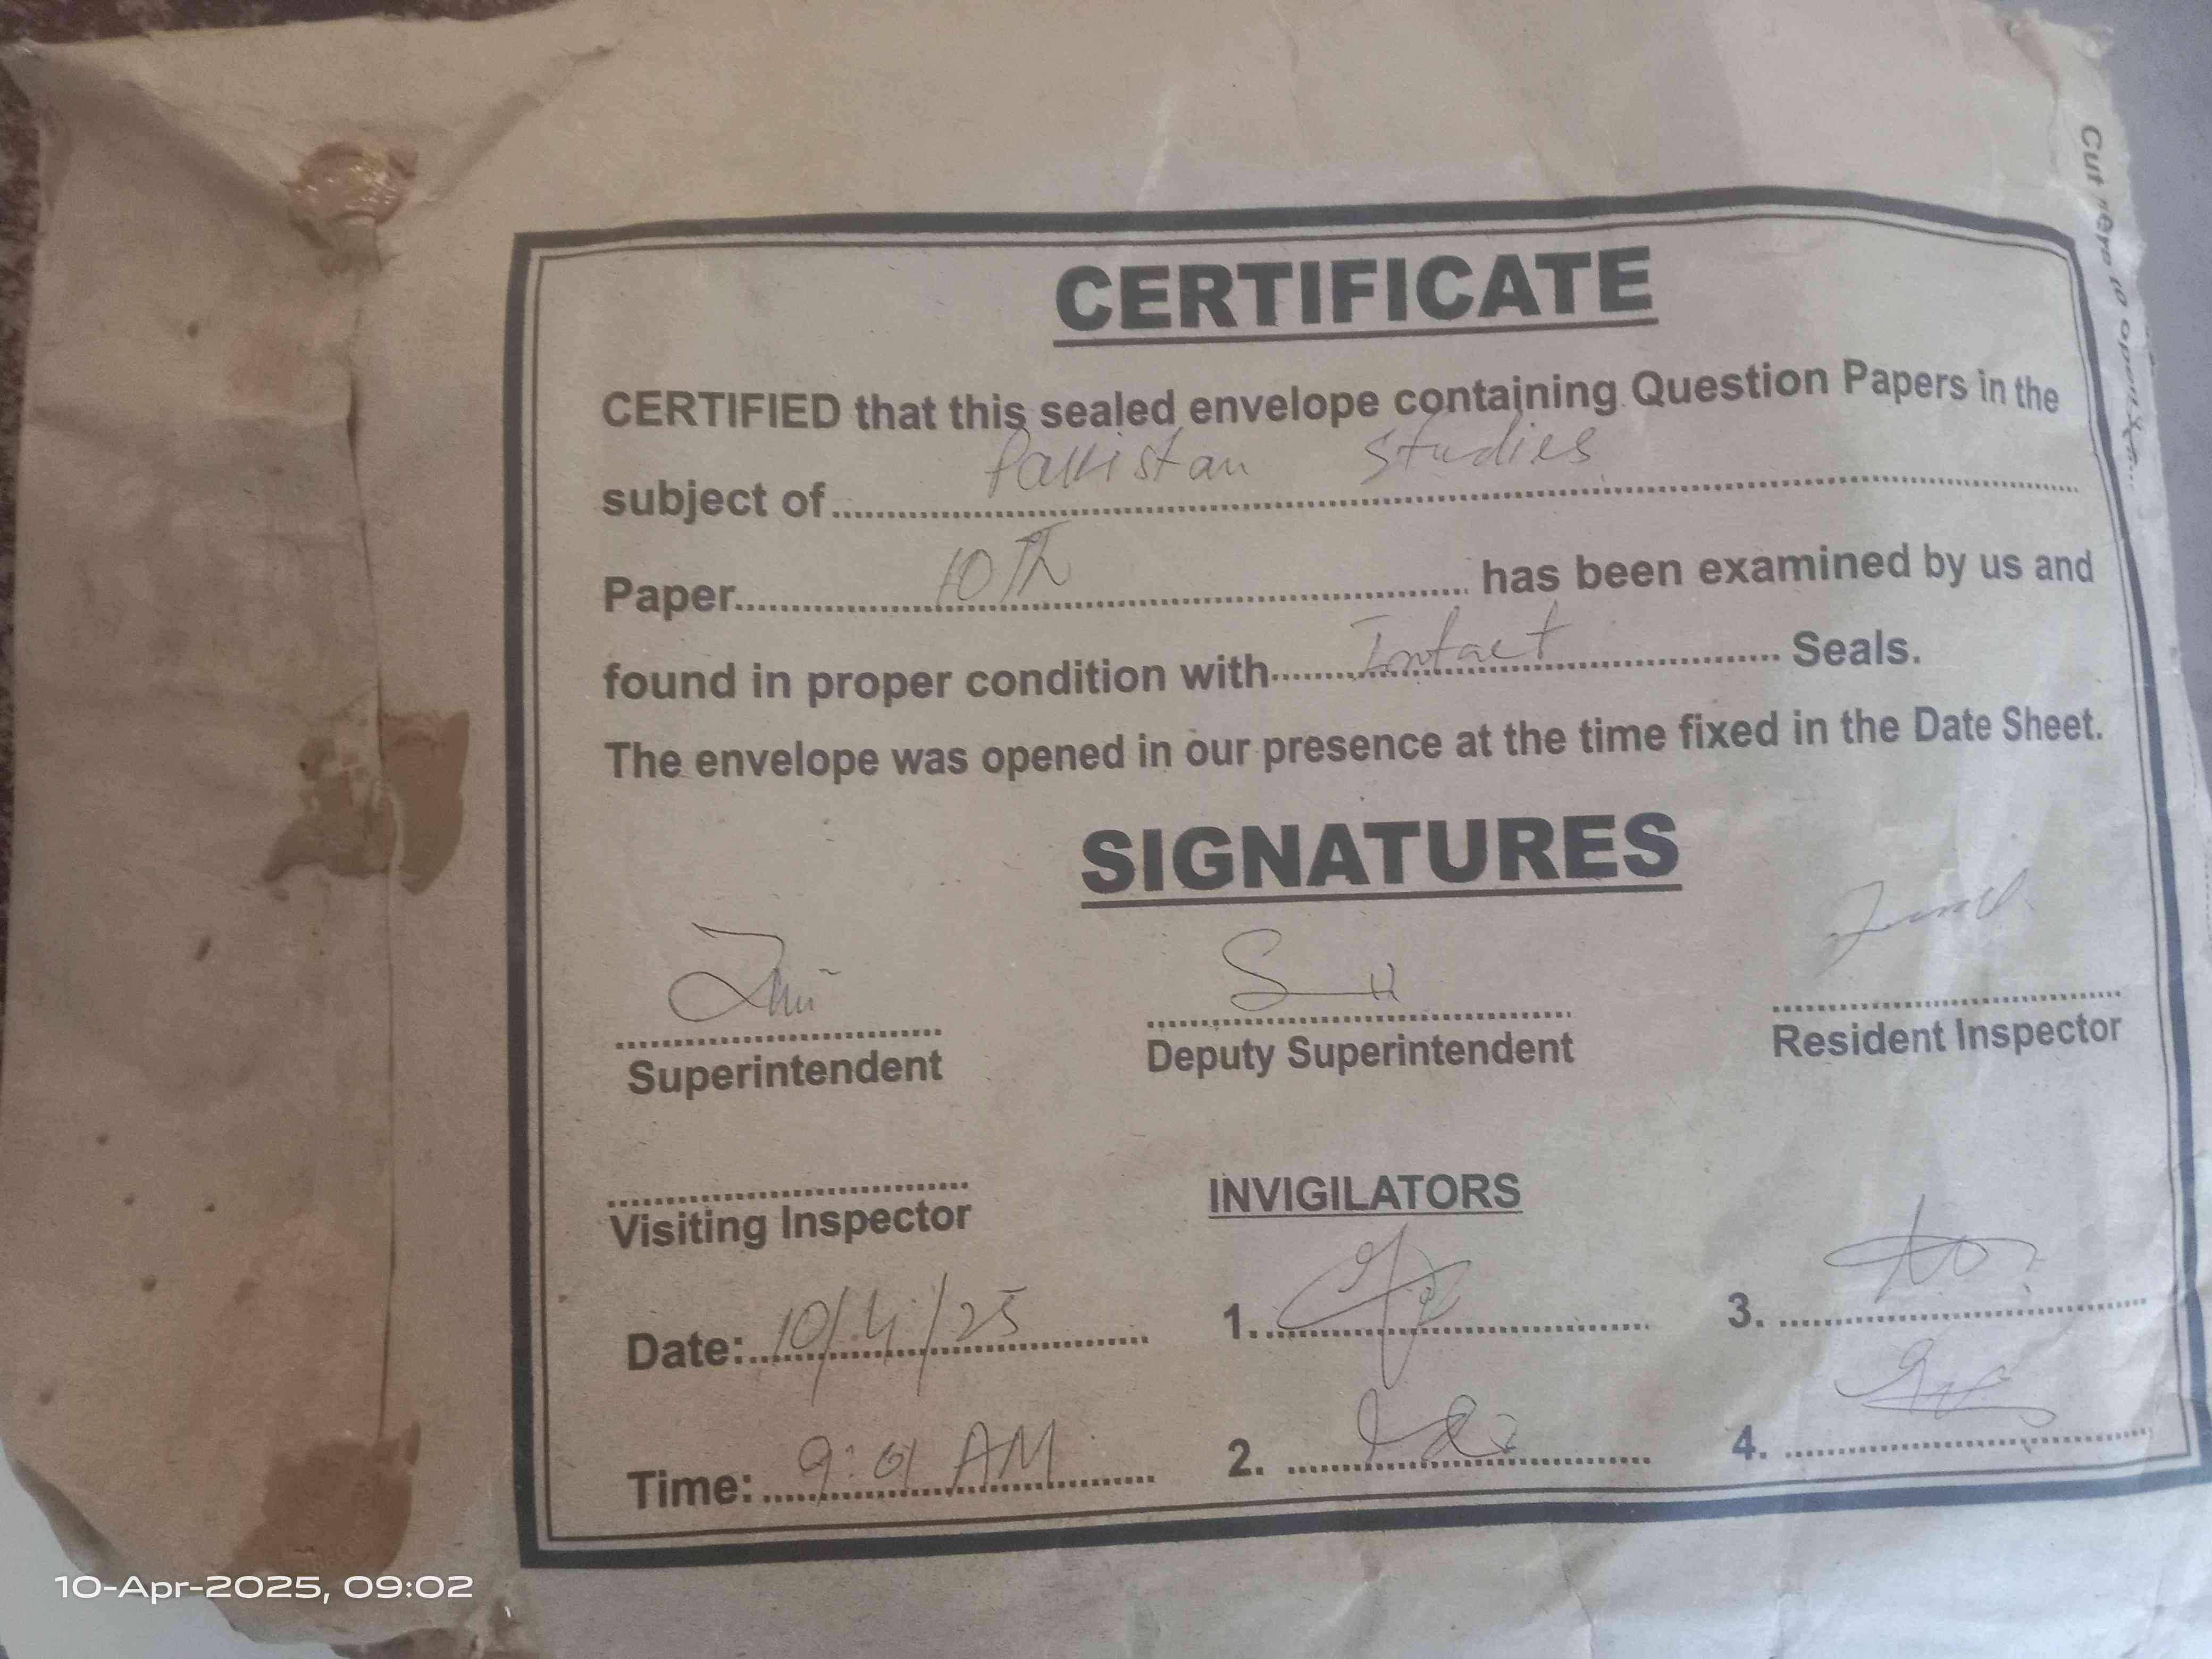 Cut here to open
CERTIFICATE
CERTIFIED that this sealed envelope containing Question Papers in the
subject of Pakistan Studies
Paper 10th has been examined by us and
found in proper condition with Intact Seals.
The envelope was opened in our presence at the time fixed in the Date Sheet.
SIGNATURES
Superintendent Deputy Superintendent Resident Inspector
Visiting Inspector INVIGILATORS
Date: 10/4/25 1. 3.
Time: 9:01 AM 2. 4.
10-Apr-2025, 09:02